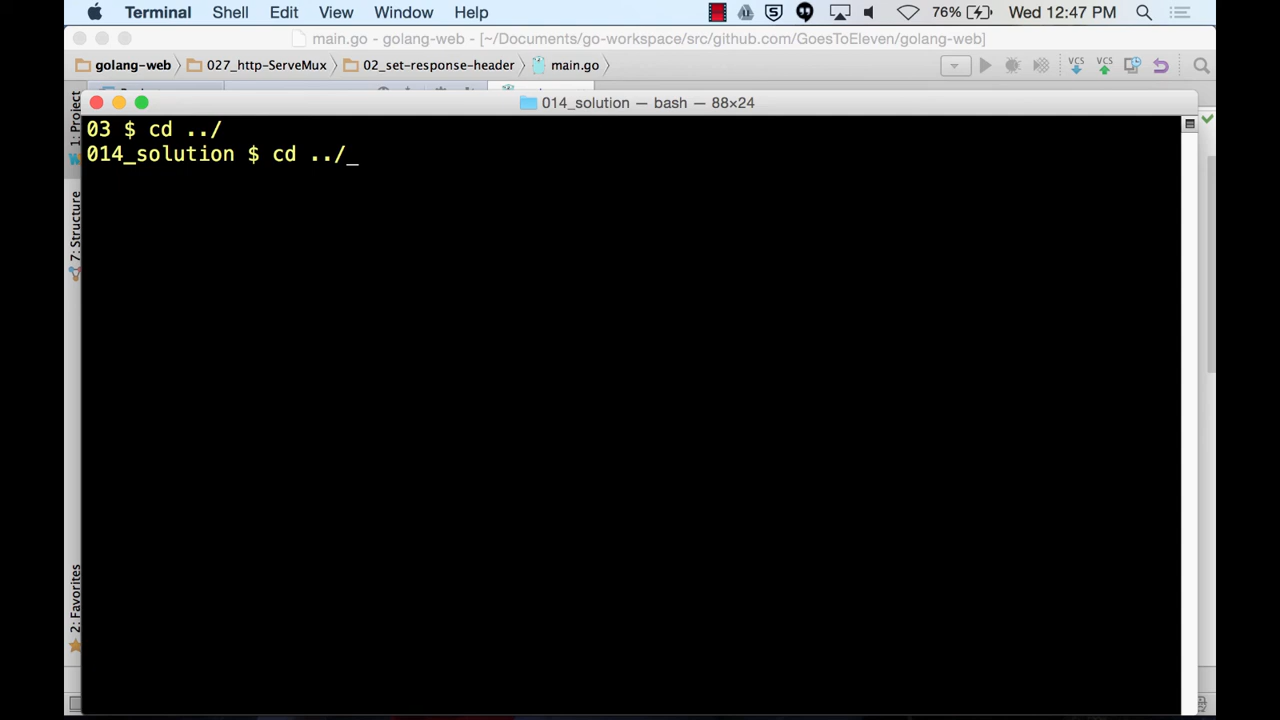 Terminal Shell Edit View Window Help 76% Wed 12:47 PM
main.go - golang-web - [~/Documents/go-workspace/src/github.com/GoesToEleven/golang-web]
golang-web 027_http-ServeMux 02_set-response-header main.go
VCS VCS
014_solution — bash — 88×24
1: Project
03 $ cd ../
014_solution $ cd ../_
7: Structure
2: Favorites